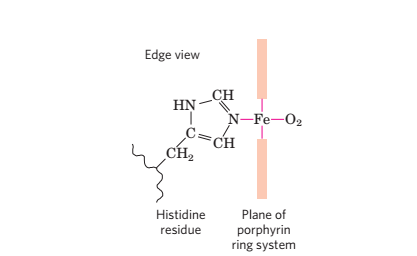 Edge view
CH
HN
N—Fe—O₂
C
CH
CH₂
Histidine
residue
Plane of
porphyrin
ring system